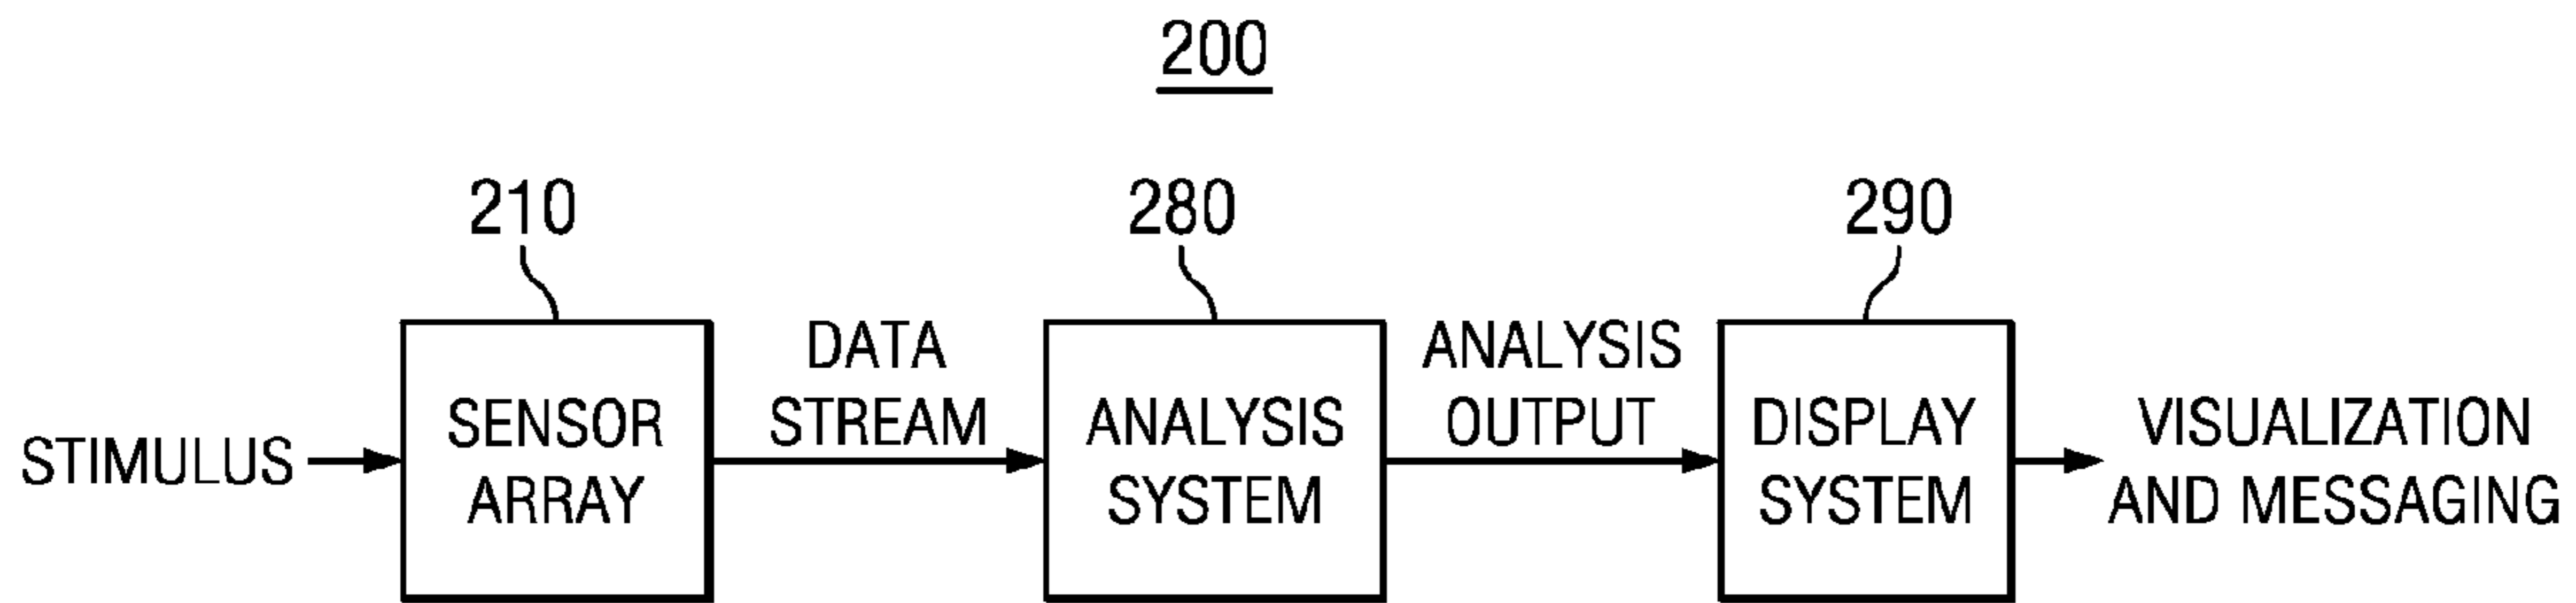 200
210
280
290
STIMULUS
SENSOR
ARRAY
DATA
STREAM
ANALYSIS
SYSTEM
ANALYSIS
OUTPUT
DISPLAY
SYSTEM
VISUALIZATION
AND MESSAGING